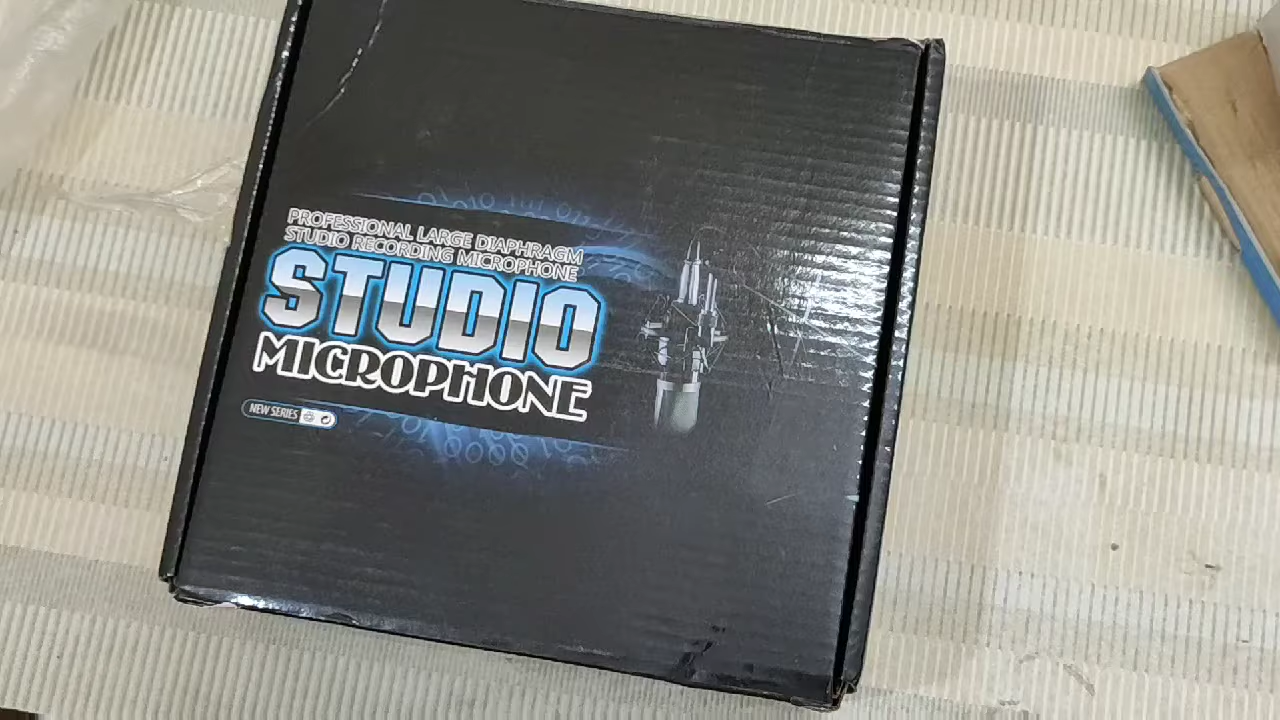 PROFESSIONAL LARGE DIAPHRAGM
STUDIO RECORDING MICROPHONE
STUDIO
MICROPHONE
NEW SERIES